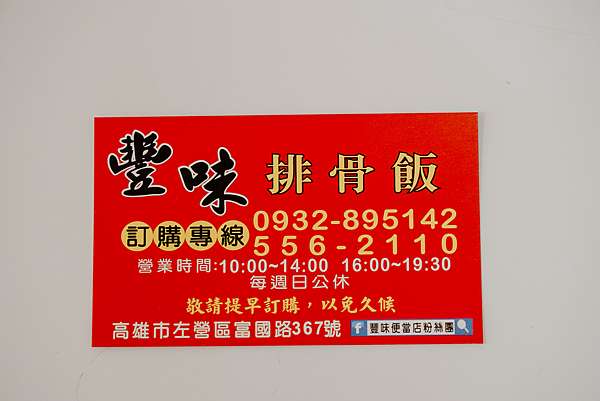 豐味 排骨飯
訂購專線 0932-895142
556-2110
營業時間:10:00~14:00 16:00~19:30
每週日公休
敬請提早訂購，以免久候
高雄市左營區富國路367號 f 豐味便當店粉絲團